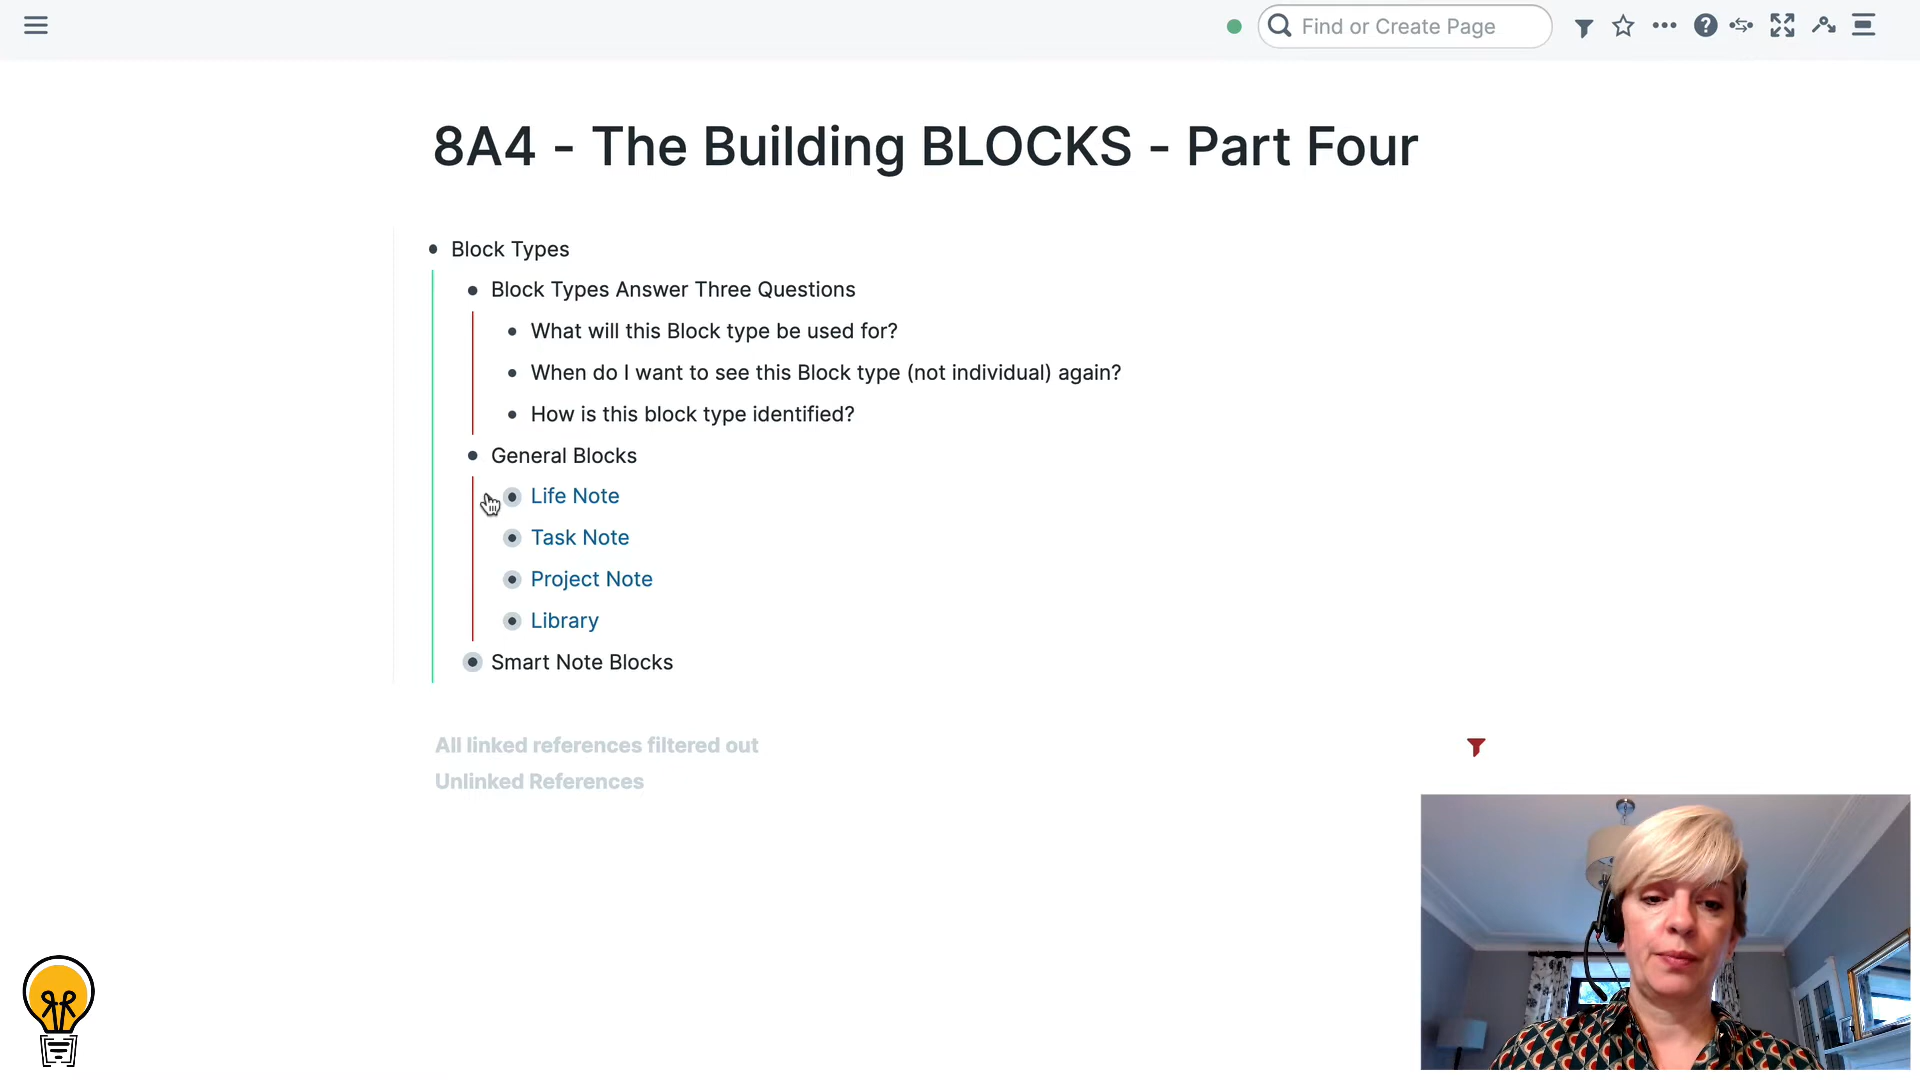 Find or Create Page
8A4 - The Building BLOCKS - Part Four
Block Types
Block Types Answer Three Questions
What will this Block type be used for?
When do I want to see this Block type (not individual) again?
How is this block type identified?
General Blocks
Life Note
Task Note
Project Note
Library
Smart Note Blocks
All linked references filtered out
Unlinked References